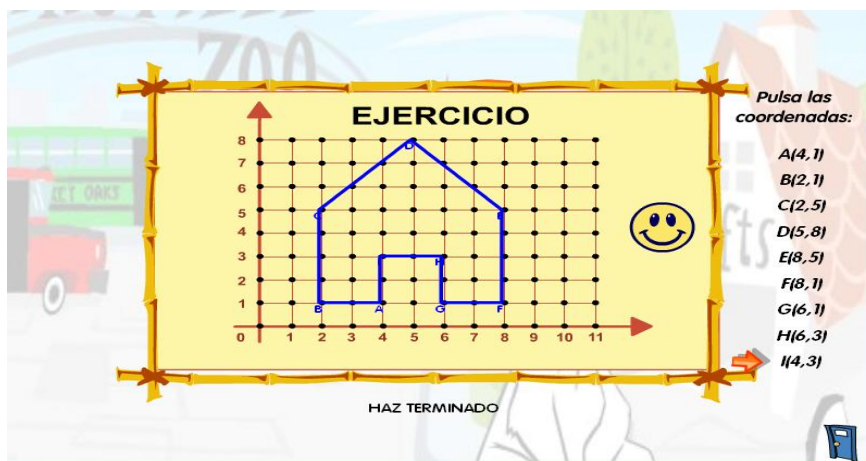 ZOO
EJERCICIO
Pulsa las
coordenadas:
A(4,1)
B(2,1)
C(2,5)
D(5,8)
E(8,5)
F(8,1)
G(6,1)
H(6,3)
I(4,3)
8
7
6
5
4
3
2
1
0 1 2 3 4 5 6 7 8 9 10 11
D
C
E
H
B A G F
HAZ TERMINADO